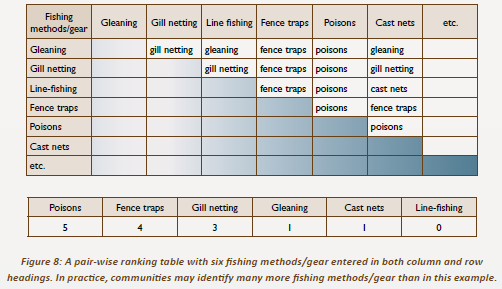 Fishing methods/gear Gleaning Gill netting Line fishing Fence traps Poisons Cast nets etc.
Gleaning gill netting gleaning fence traps poisons gleaning
Gill netting gill netting fence traps poisons gill netting
Line-fishing fence traps poisons cast nets
Fence traps poisons fence traps
Poisons poisons
Cast nets
etc.
Poisons Fence traps Gill netting Gleaning Cast nets Line-fishing
5 4 3 1 1 0
Figure 8: A pair-wise ranking table with six fishing methods/gear entered in both column and row
headings. In practice, communities may identify many more fishing methods/gear than in this example.